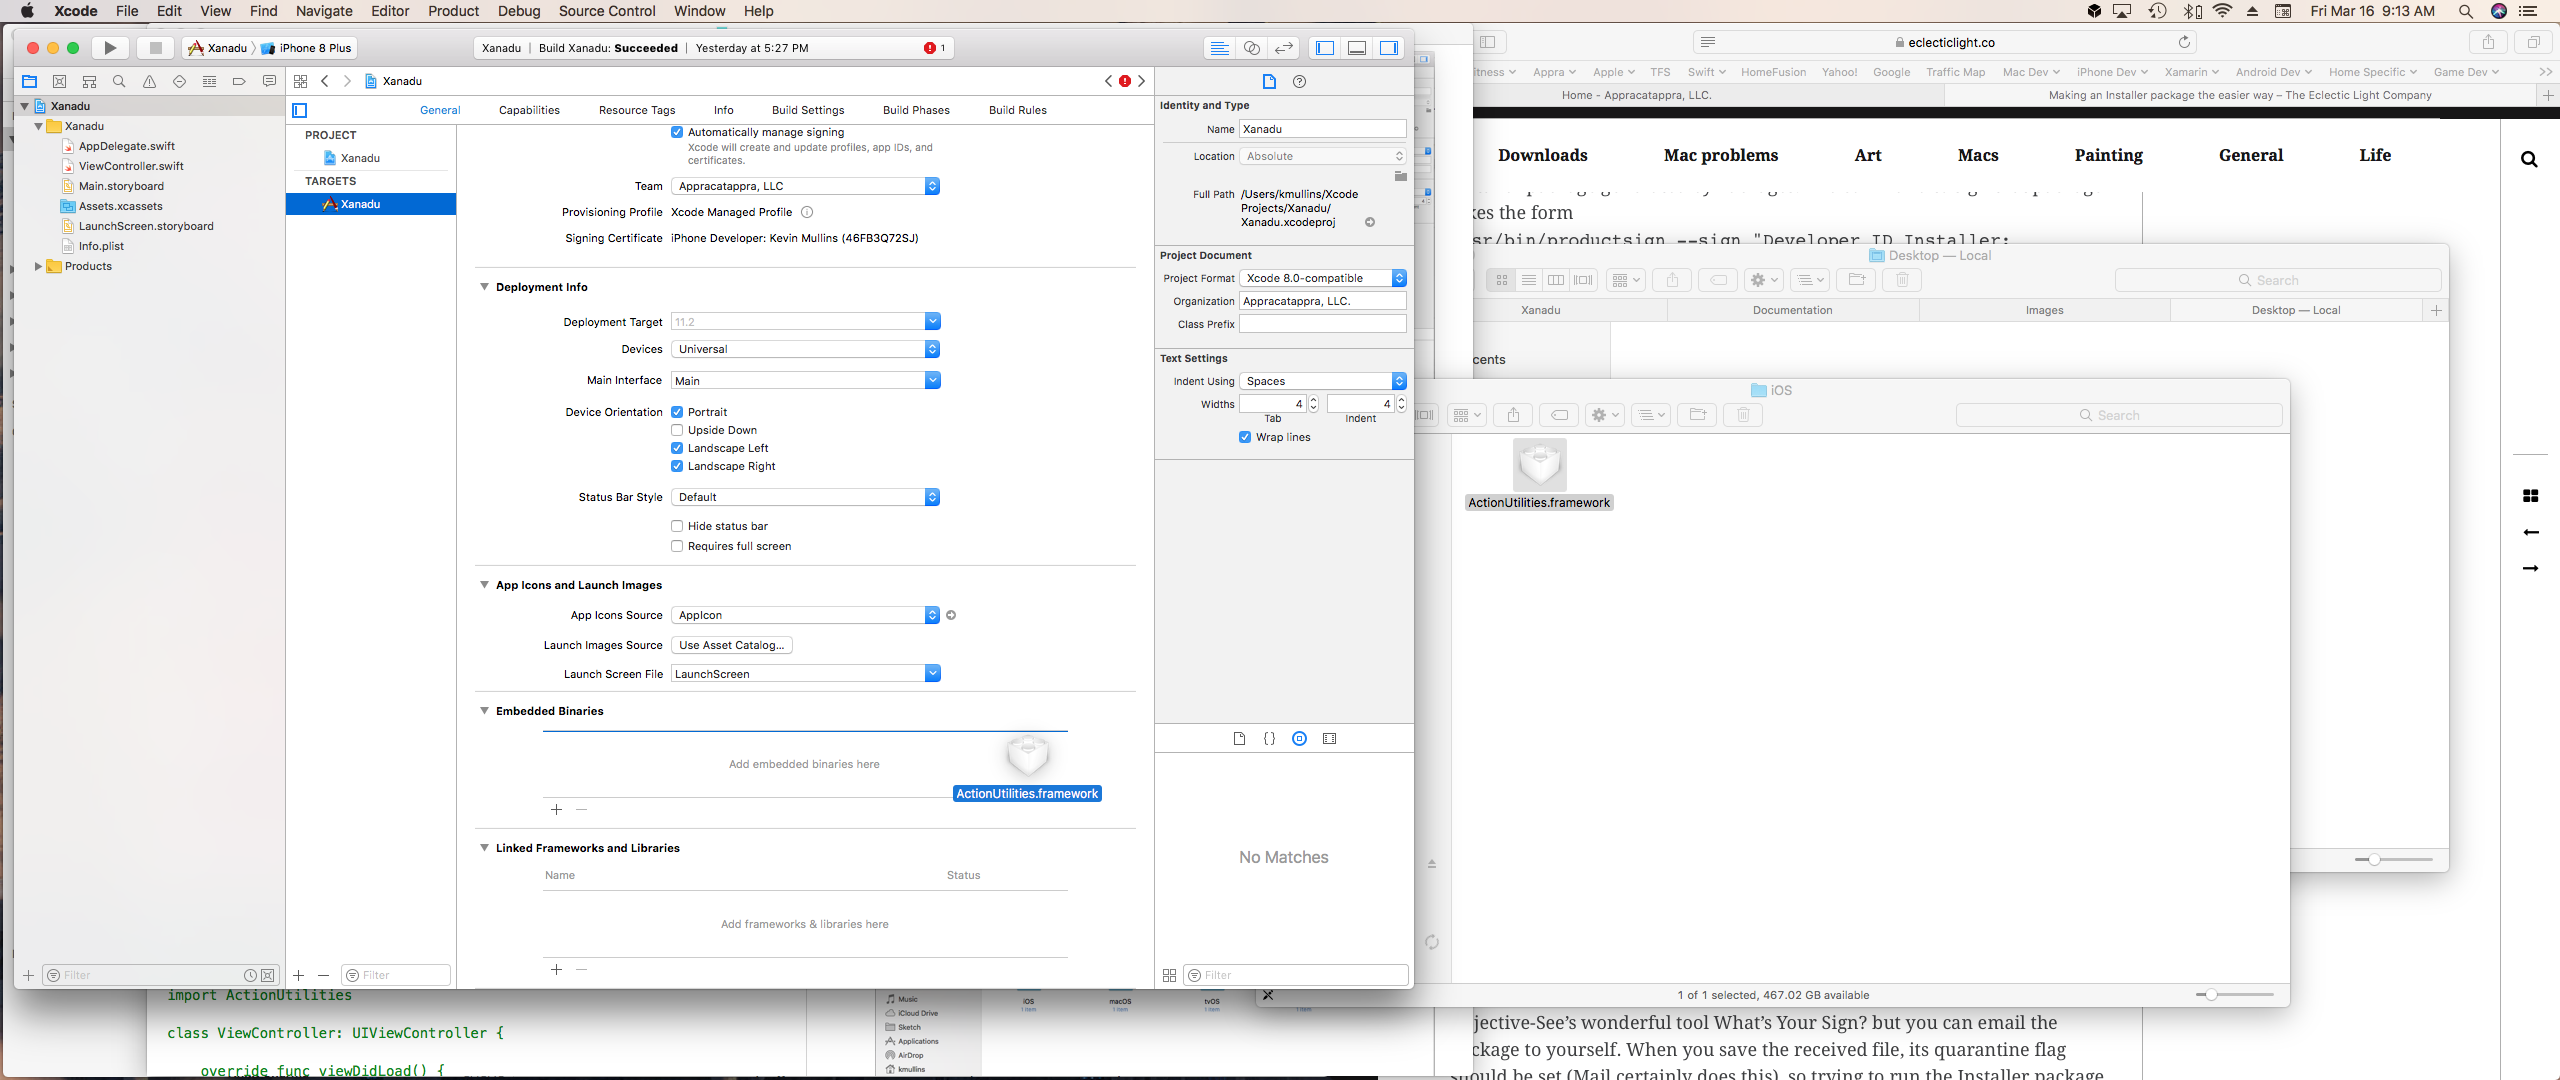 Xcode File Edit View Find Navigate Editor Product Debug Source Control Window Help
Fri Mar 16 9:13 AM
Xanadu iPhone 8 Plus
Xanadu | Build Xanadu: Succeeded | Yesterday at 5:27 PM
1
Xanadu
Xanadu
Xanadu
AppDelegate.swift
ViewController.swift
Main.storyboard
Assets.xcassets
LaunchScreen.storyboard
Info.plist
Products
Filter
General Capabilities Resource Tags Info Build Settings Build Phases Build Rules
PROJECT
Xanadu
TARGETS
Xanadu
Filter
Automatically manage signing
Xcode will create and update profiles, app IDs, and
certificates.
Team Appracatappra, LLC
Provisioning Profile Xcode Managed Profile
Signing Certificate iPhone Developer: Kevin Mullins (46FB3Q72SJ)
Deployment Info
Deployment Target 11.2
Devices Universal
Main Interface Main
Device Orientation Portrait
Upside Down
Landscape Left
Landscape Right
Status Bar Style Default
Hide status bar
Requires full screen
App Icons and Launch Images
App Icons Source AppIcon
Launch Images Source Use Asset Catalog...
Launch Screen File LaunchScreen
Embedded Binaries
Add embedded binaries here
ActionUtilities.framework
Linked Frameworks and Libraries
Name Status
Add frameworks & libraries here
Identity and Type
Name Xanadu
Location Absolute
Full Path /Users/kmullins/Xcode
Projects/Xanadu/
Xanadu.xcodeproj
Project Document
Project Format Xcode 8.0-compatible
Organization Appracatappra, LLC.
Class Prefix
Text Settings
Indent Using Spaces
Widths 4 4
Tab Indent
Wrap lines
No Matches
Filter
eclecticlight.co
itness Appra Apple TFS Swift HomeFusion Yahoo! Google Traffic Map Mac Dev iPhone Dev Xamarin Android Dev Home Specific Game Dev
Home - Appracatappra, LLC.
Making an Installer package the easier way – The Eclectic Light Company
Downloads Mac problems Art Macs Painting General Life
kes the form
sr/bin/productsign --sign "Developer ID Installer:
Desktop — Local
Search
Xanadu Documentation Images Desktop — Local
cents
iOS
Search
ActionUtilities.framework
1 of 1 selected, 467.02 GB available
import ActionUtilities
class ViewController: UIViewController {
override func viewDidLoad() {
Music
iCloud Drive
Sketch
Applications
AirDrop
kmullins
iOS
1 item
macOS
1 item
tvOS
1 item
1 item
jective-See's wonderful tool What's Your Sign? but you can email the
ckage to yourself. When you save the received file, its quarantine flag
ould be set (Mail certainly does this), so trying to run the Installer package